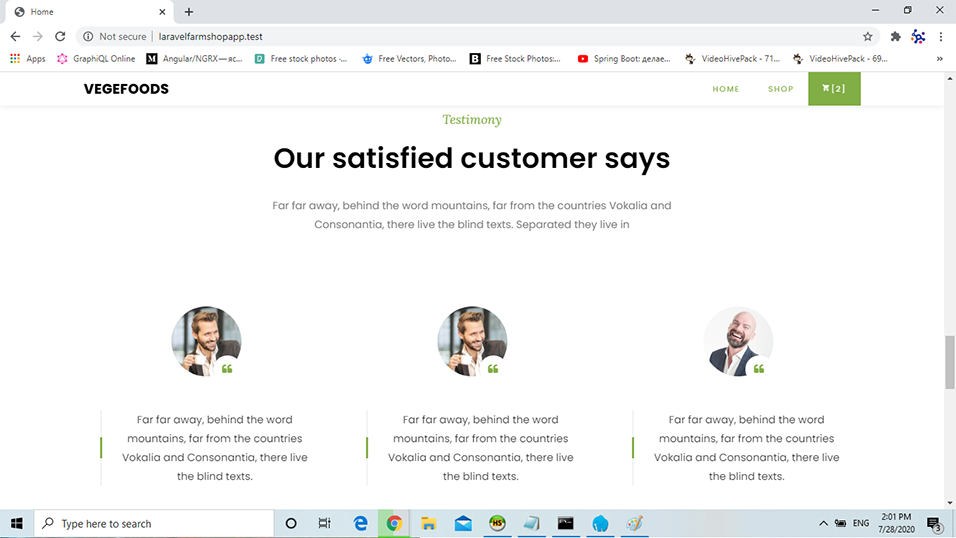 Home
Not secure | laravelfarmshopapp.test
Apps GraphiQL Online Angular/NGRX — яс... Free stock photos -... Free Vectors, Photo... Free Stock Photos:... Spring Boot: делае... VideoHivePack - 71... VideoHivePack - 69... »
VEGEFOODS HOME SHOP [2]
Testimony
Our satisfied customer says
Far far away, behind the word mountains, far from the countries Vokalia and
Consonantia, there live the blind texts. Separated they live in
Far far away, behind the word
mountains, far from the countries
Vokalia and Consonantia, there live
the blind texts.
Far far away, behind the word
mountains, far from the countries
Vokalia and Consonantia, there live
the blind texts.
Far far away, behind the word
mountains, far from the countries
Vokalia and Consonantia, there live
the blind texts.
Type here to search
HS
ENG
2:01 PM
7/28/2020
3